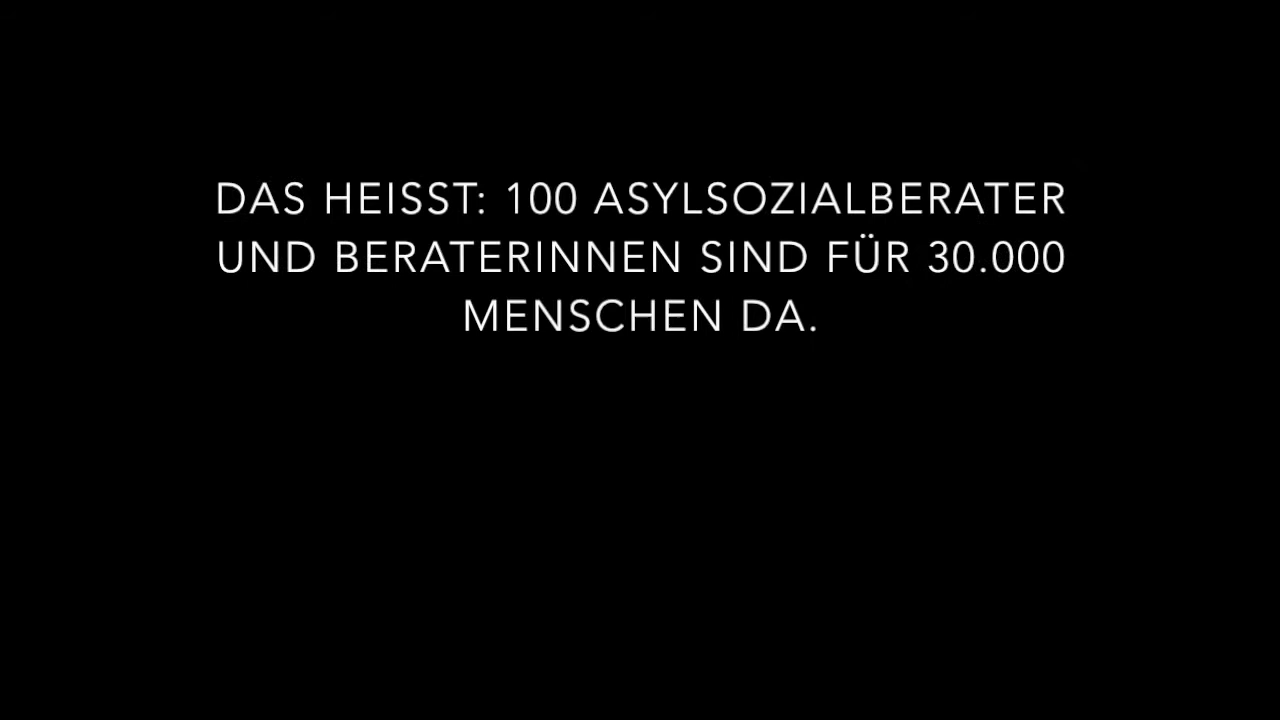 DAS HEISST: 100 ASYLSOZIALBERATER
UND BERATERINNEN SIND FÜR 30.000
MENSCHEN DA.